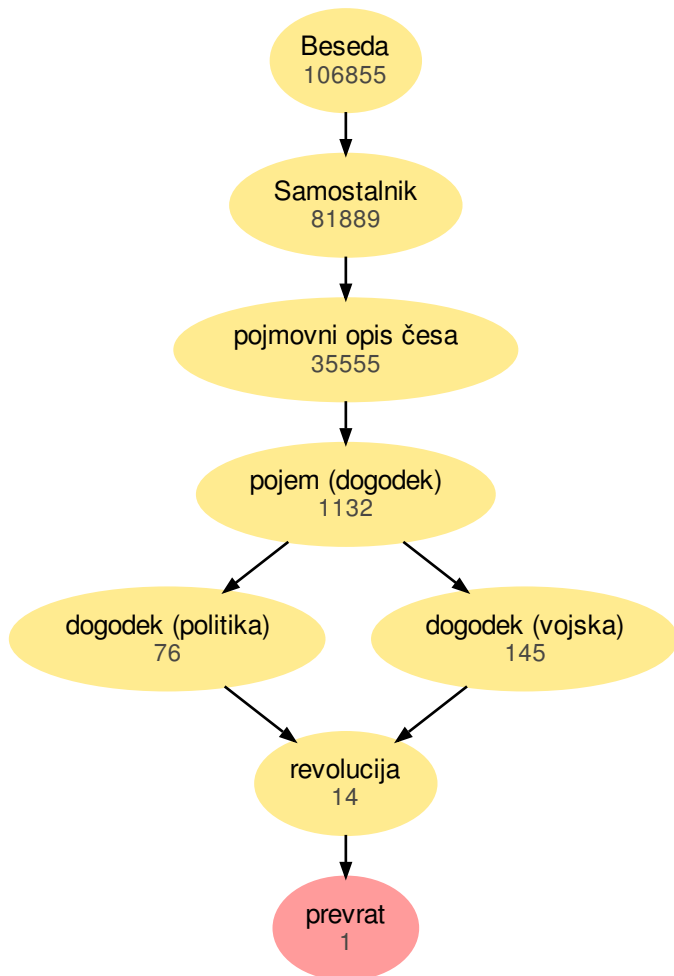 Beseda
106855
Samostalnik
81889
pojmovni opis česa
35555
pojem (dogodek)
1132
dogodek (politika)
76
dogodek (vojska)
145
revolucija
14
prevrat
1